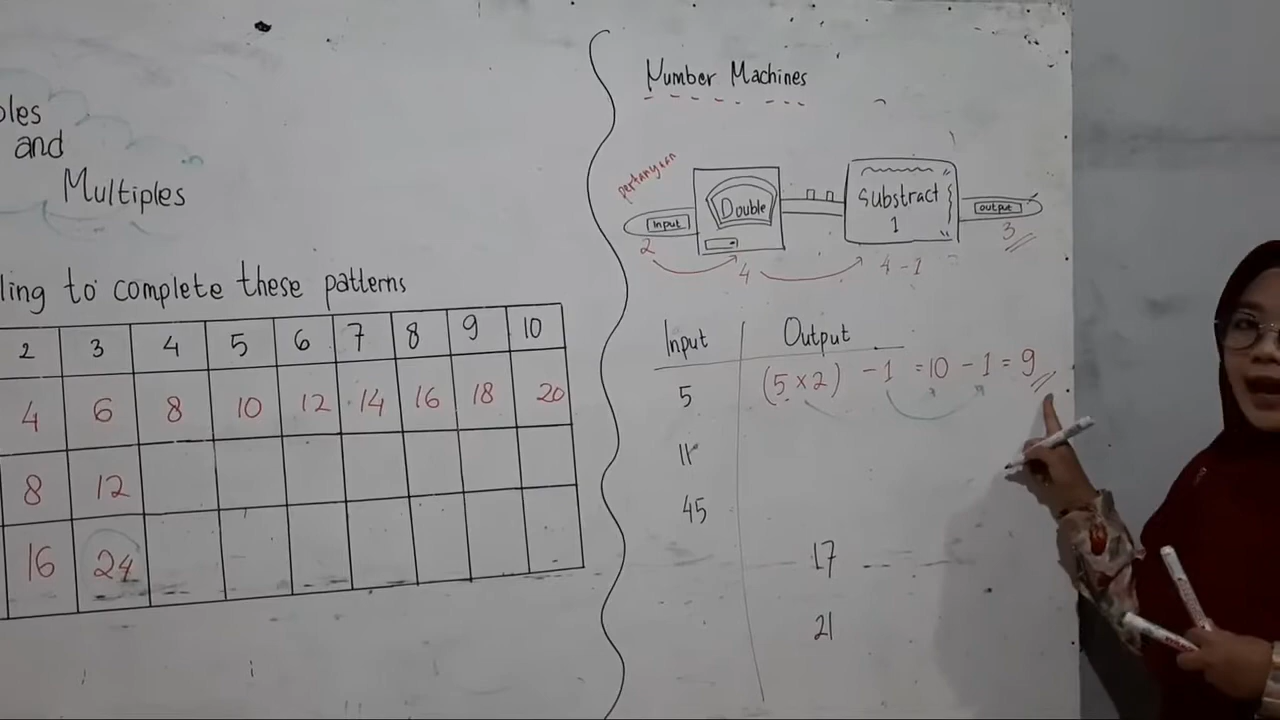 and
Multiples
to complete these patterns
2 3 4 5 6 7 8 9 10
4 6 8 10 12 14 16 18 20
8 12
16 24
Number Machines
pertanyaan
Input Double Substract 1 output
2 4 4-1 3
Input Output
5 (5 x 2) - 1 = 10 - 1 = 9
11
45
17
21